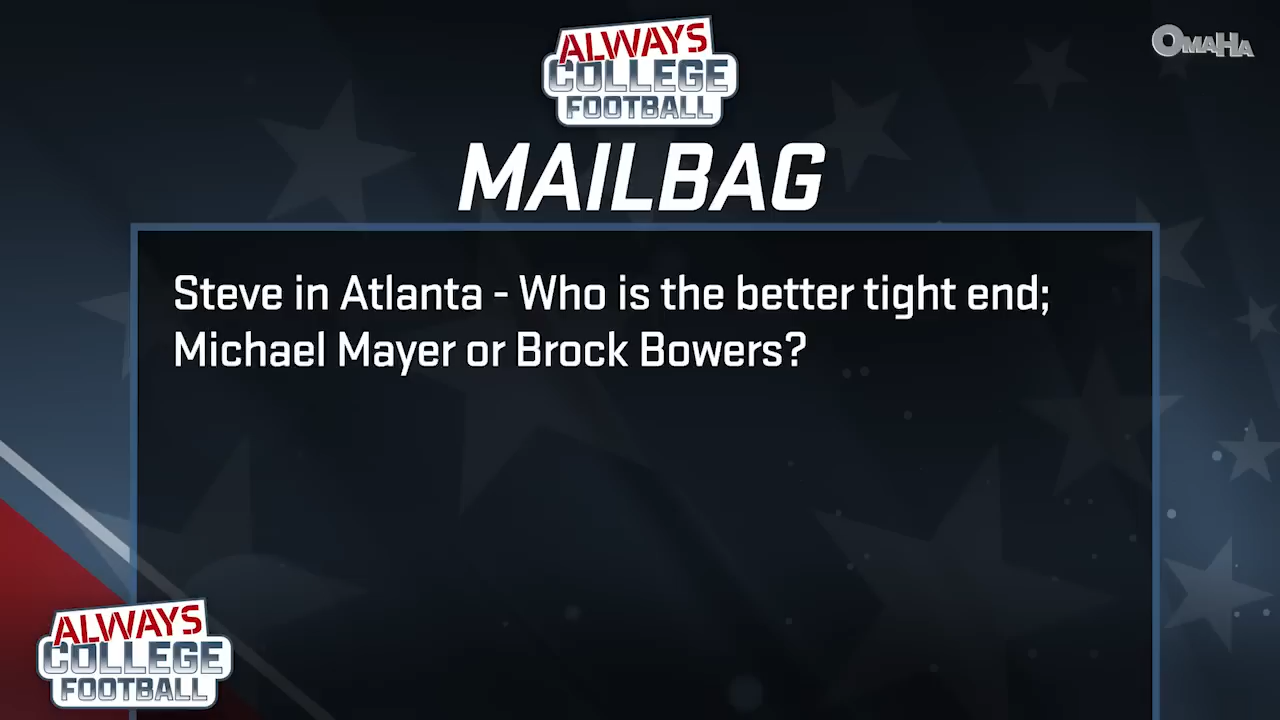 ALWAYS
COLLEGE
FOOTBALL
OMAHA
MAILBAG
Steve in Atlanta - Who is the better tight end;
Michael Mayer or Brock Bowers?
ALWAYS
COLLEGE
FOOTBALL